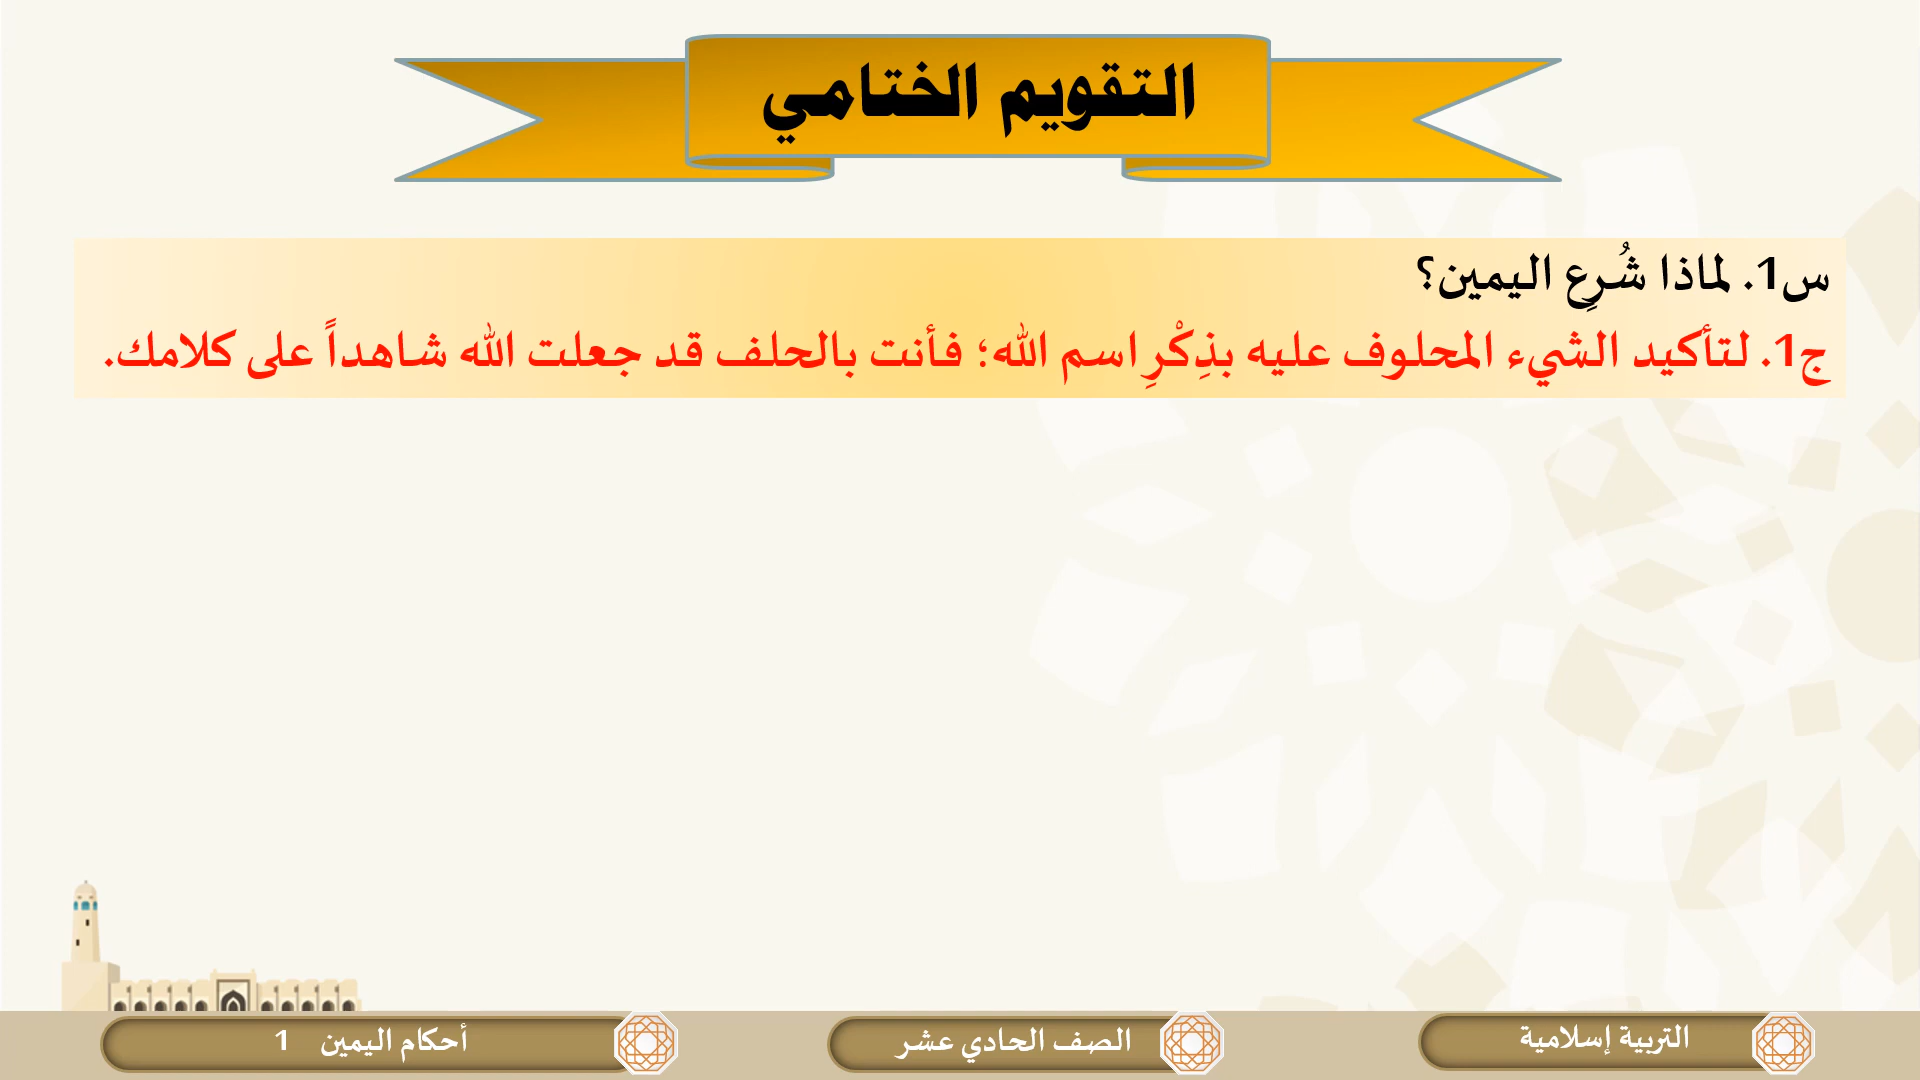 التقويم الختامي
س1. لماذا شُرِع اليمين؟
ج1. لتأكيد الشيء المحلوف عليه بذِكْرِ اسم الله؛ فأنت بالحلف قد جعلت الله شاهداً على كلامك.
التربية إسلامية
الصف الحادي عشر
أحكام اليمين 1